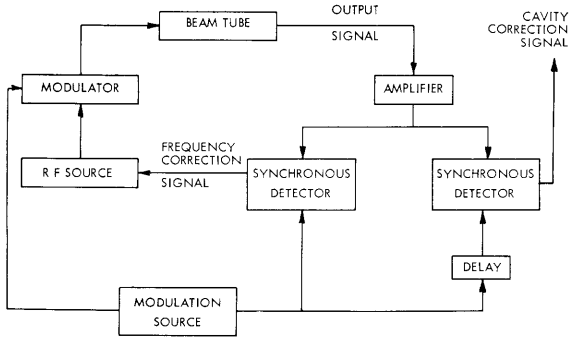 BEAM TUBE
OUTPUT
SIGNAL
CAVITY
CORRECTION
SIGNAL
MODULATOR
AMPLIFIER
R F SOURCE
FREQUENCY
CORRECTION
SIGNAL
SYNCHRONOUS
DETECTOR
SYNCHRONOUS
DETECTOR
DELAY
MODULATION
SOURCE